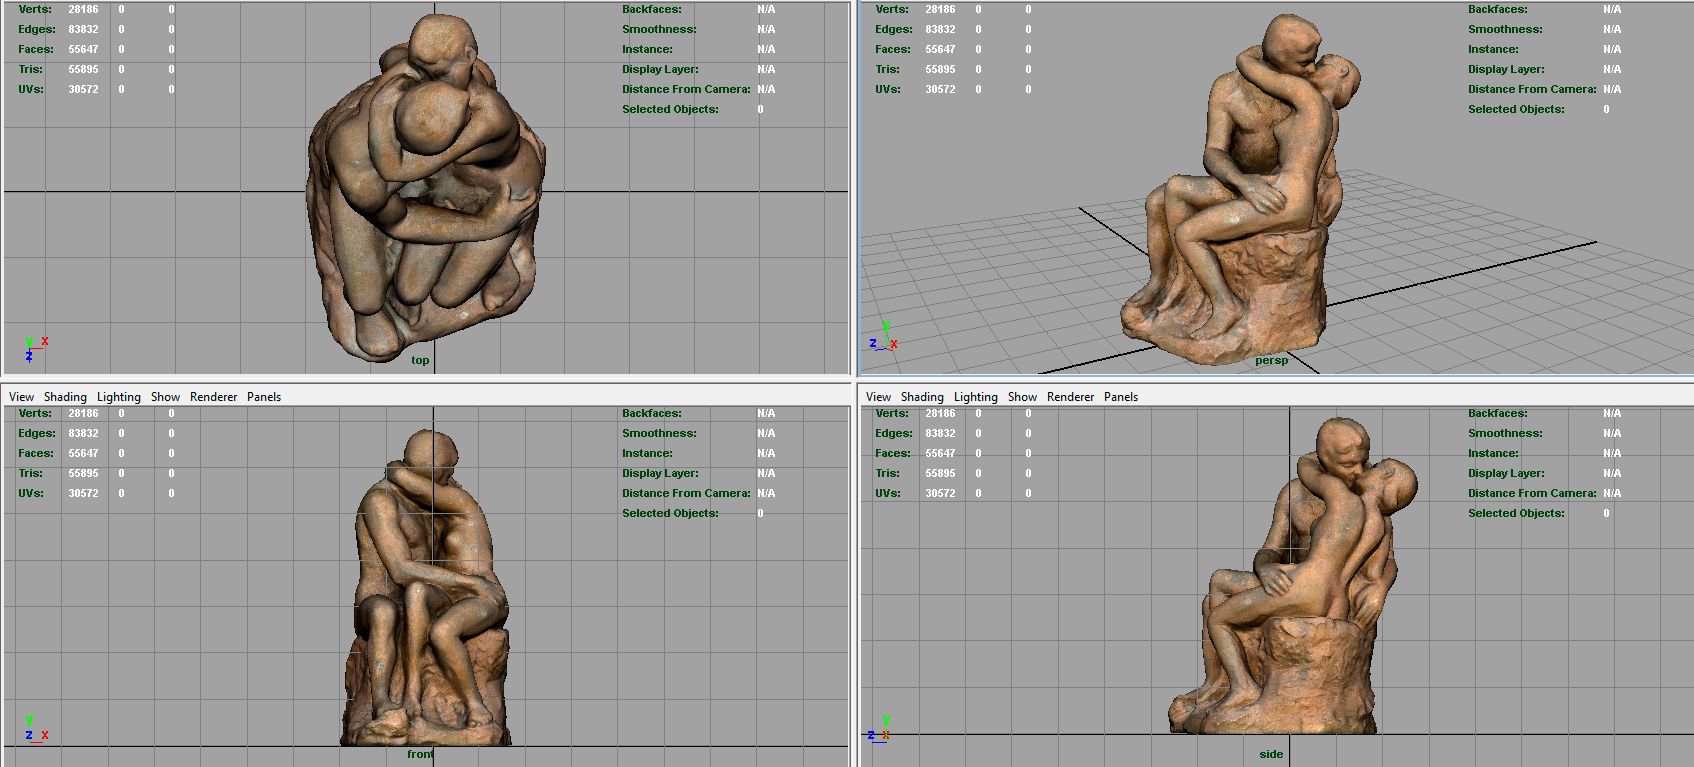 Verts: 28186 0 0 Backfaces: N/A
Edges: 83832 0 0 Smoothness: N/A
Faces: 55647 0 0 Instance: N/A
Tris: 55895 0 0 Display Layer: N/A
UVs: 30572 0 0 Distance From Camera: N/A
Selected Objects: 0
y x
z
top
Verts: 28186 0 0 Backfaces: N/A
Edges: 83832 0 0 Smoothness: N/A
Faces: 55647 0 0 Instance: N/A
Tris: 55895 0 0 Display Layer: N/A
UVs: 30572 0 0 Distance From Camera: N/A
Selected Objects: 0
y
z x
persp
View Shading Lighting Show Renderer Panels
Verts: 28186 0 0 Backfaces: N/A
Edges: 83832 0 0 Smoothness: N/A
Faces: 55647 0 0 Instance: N/A
Tris: 55895 0 0 Display Layer: N/A
UVs: 30572 0 0 Distance From Camera: N/A
Selected Objects: 0
y
z x
front
View Shading Lighting Show Renderer Panels
Verts: 28186 0 0 Backfaces: N/A
Edges: 83832 0 0 Smoothness: N/A
Faces: 55647 0 0 Instance: N/A
Tris: 55895 0 0 Display Layer: N/A
UVs: 30572 0 0 Distance From Camera: N/A
Selected Objects: 0
y
z x
side